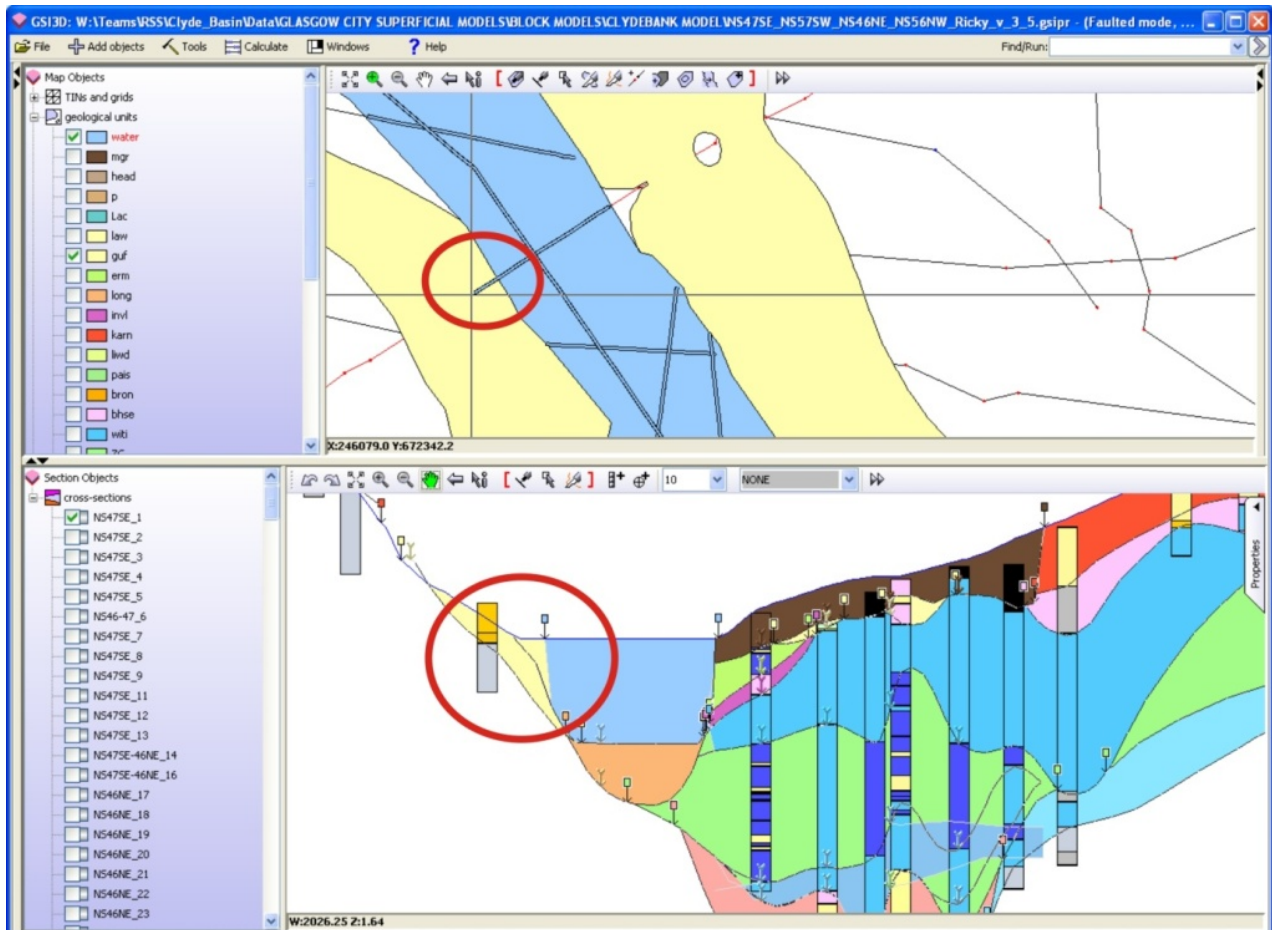 GSI3D: W:\Teams\RSS\Clyde_Basin\Data\GLASGOW CITY SUPERFICIAL MODELS\BLOCK MODELS\CLYDEBANK MODEL\NS47SE_NS57SW_NS46NE_NS56NW_Ricky_v_3_5.gsipr - (Faulted mode, ...
File Add objects Tools Calculate Windows ? Help Find/Run:
Map Objects
TINs and grids
geological units
water
mgr
head
p
Lac
law
guf
erm
long
invl
karn
liwd
pais
bron
bhse
witi
X:246079.0 Y:672342.2
Section Objects
10 NONE
cross-sections
NS47SE_1
NS47SE_2
NS47SE_3
NS47SE_4
NS47SE_5
NS46-47_6
NS47SE_7
NS47SE_8
NS47SE_9
NS47SE_11
NS47SE_12
NS47SE_13
NS47SE-46NE_14
NS47SE-46NE_16
NS46NE_17
NS46NE_18
NS46NE_19
NS46NE_20
NS46NE_21
NS46NE_22
NS46NE_23
Properties
W:2026.25 Z:1.64